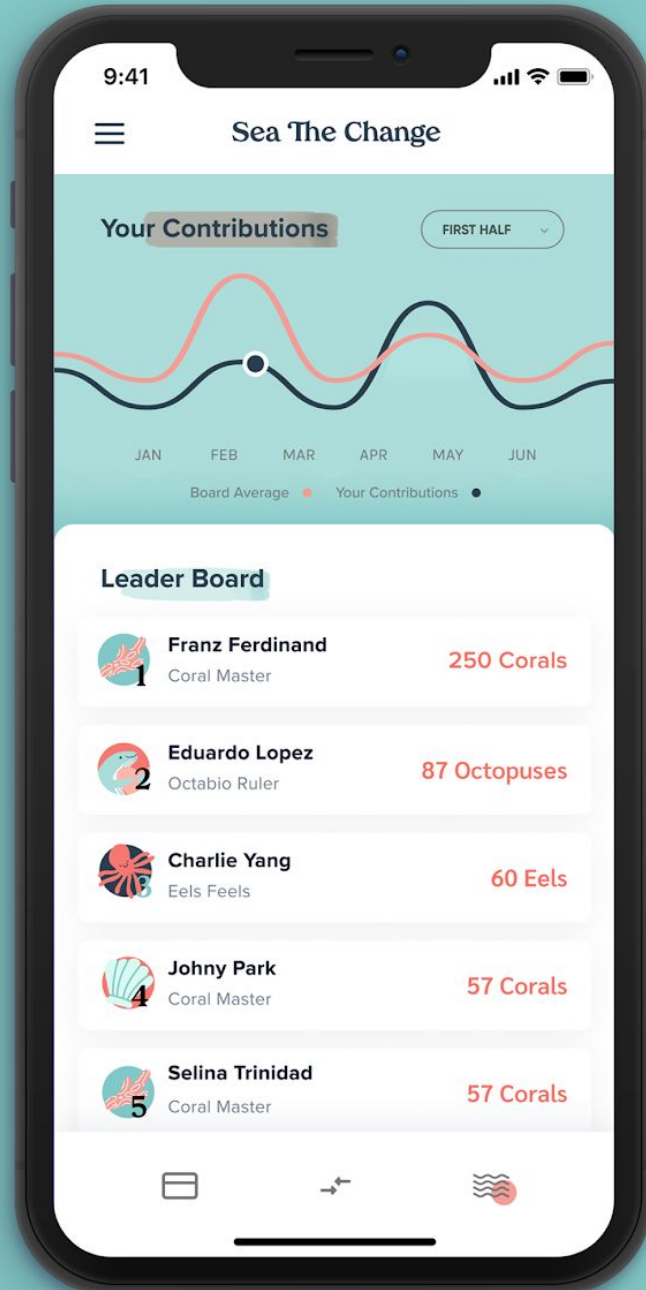 9:41
Sea The Change
Your Contributions
FIRST HALF
JAN FEB MAR APR MAY JUN
Board Average Your Contributions
Leader Board
1
Franz Ferdinand
Coral Master
250 Corals
2
Eduardo Lopez
Octabio Ruler
87 Octopuses
3
Charlie Yang
Eels Feels
60 Eels
4
Johny Park
Coral Master
57 Corals
5
Selina Trinidad
Coral Master
57 Corals